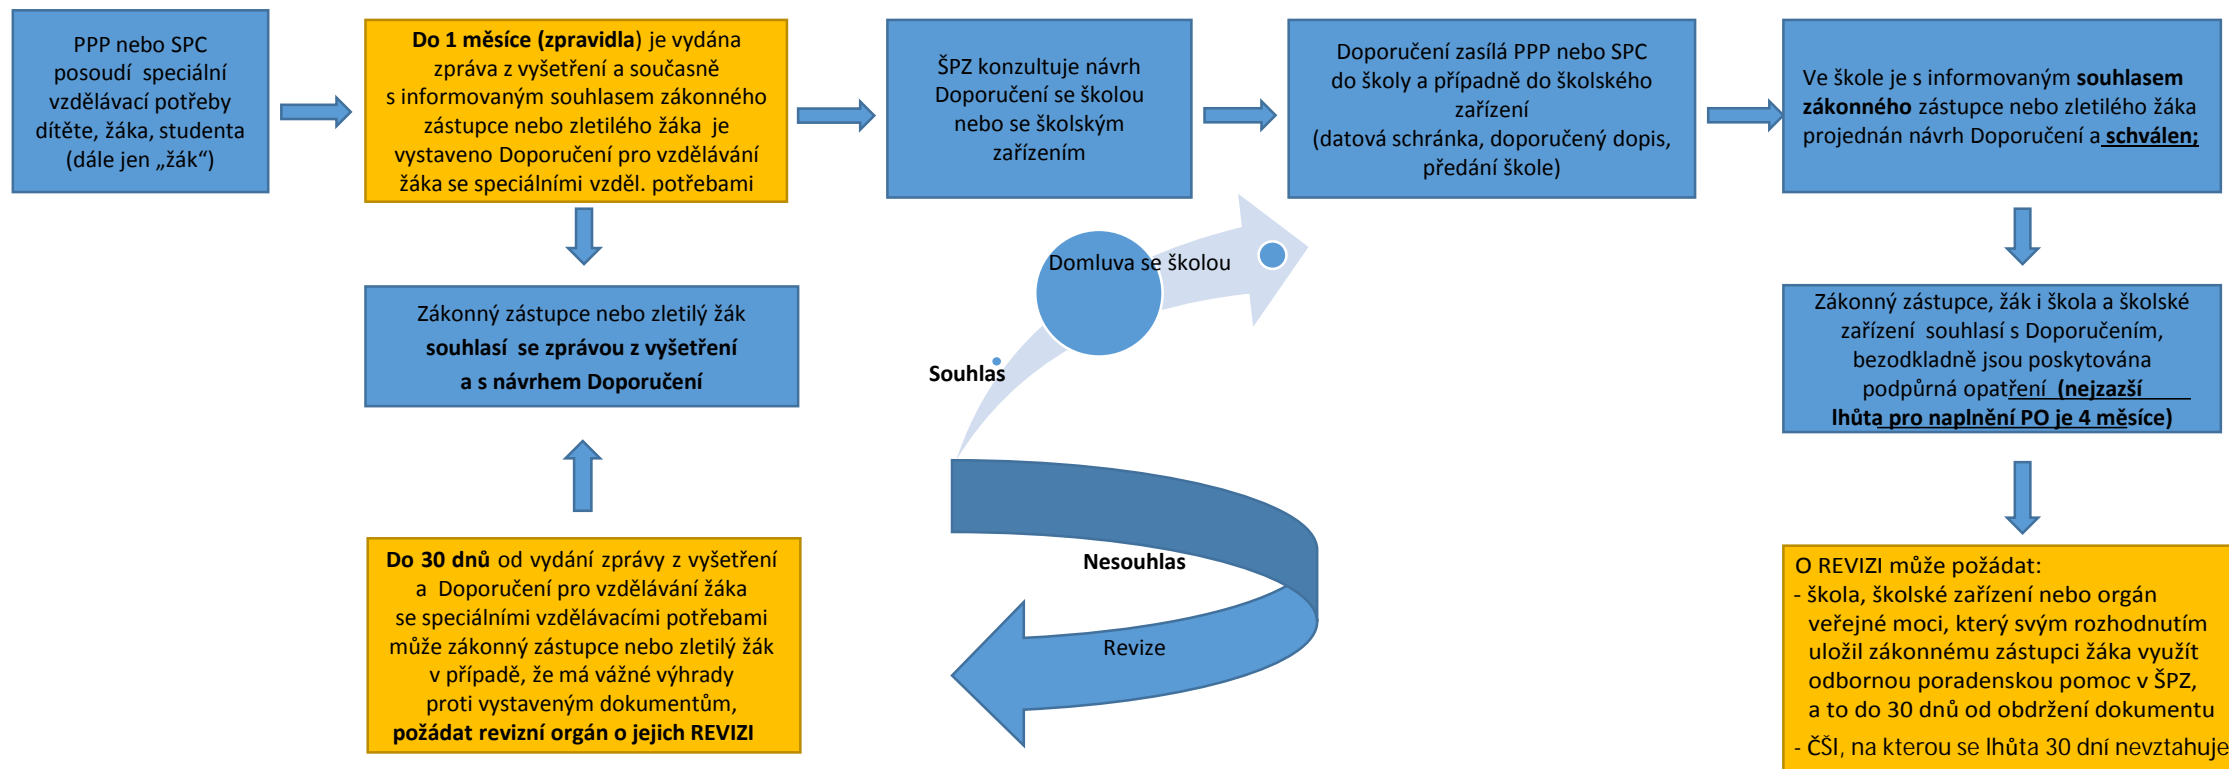 PPP nebo SPC
posoudí speciální
vzdělávací potřeby
dítěte, žáka, studenta
(dále jen „žák“)
Do 1 měsíce (zpravidla) je vydána
zpráva z vyšetření a současně
s informovaným souhlasem zákonného
zástupce nebo zletilého žáka je
vystaveno Doporučení pro vzdělávání
žáka se speciálními vzděl. potřebami
ŠPZ konzultuje návrh
Doporučení se školou
nebo se školským
zařízením
Doporučení zasílá PPP nebo SPC
do školy a případně do školského
zařízení
(datová schránka, doporučený dopis,
předání škole)
Ve škole je s informovaným souhlasem
zákonného zástupce nebo zletilého žáka
projednán návrh Doporučení a schválen;
Zákonný zástupce nebo zletilý žák
souhlasí se zprávou z vyšetření
a s návrhem Doporučení
Domluva se školou
Souhlas
Zákonný zástupce, žák i škola a školské
zařízení souhlasí s Doporučením,
bezodkladně jsou poskytována
podpůrná opatření (nejzazší
lhůta pro naplnění PO je 4 měsíce)
Do 30 dnů od vydání zprávy z vyšetření
a Doporučení pro vzdělávání žáka
se speciálními vzdělávacími potřebami
může zákonný zástupce nebo zletilý žák
v případě, že má vážné výhrady
proti vystaveným dokumentům,
požádat revizní orgán o jejich REVIZI
Nesouhlas
Revize
O REVIZI může požádat:
- škola, školské zařízení nebo orgán
veřejné moci, který svým rozhodnutím
uložil zákonnému zástupci žáka využít
odbornou poradenskou pomoc v ŠPZ,
a to do 30 dnů od obdržení dokumentu
- ČŠI, na kterou se lhůta 30 dní nevztahuje